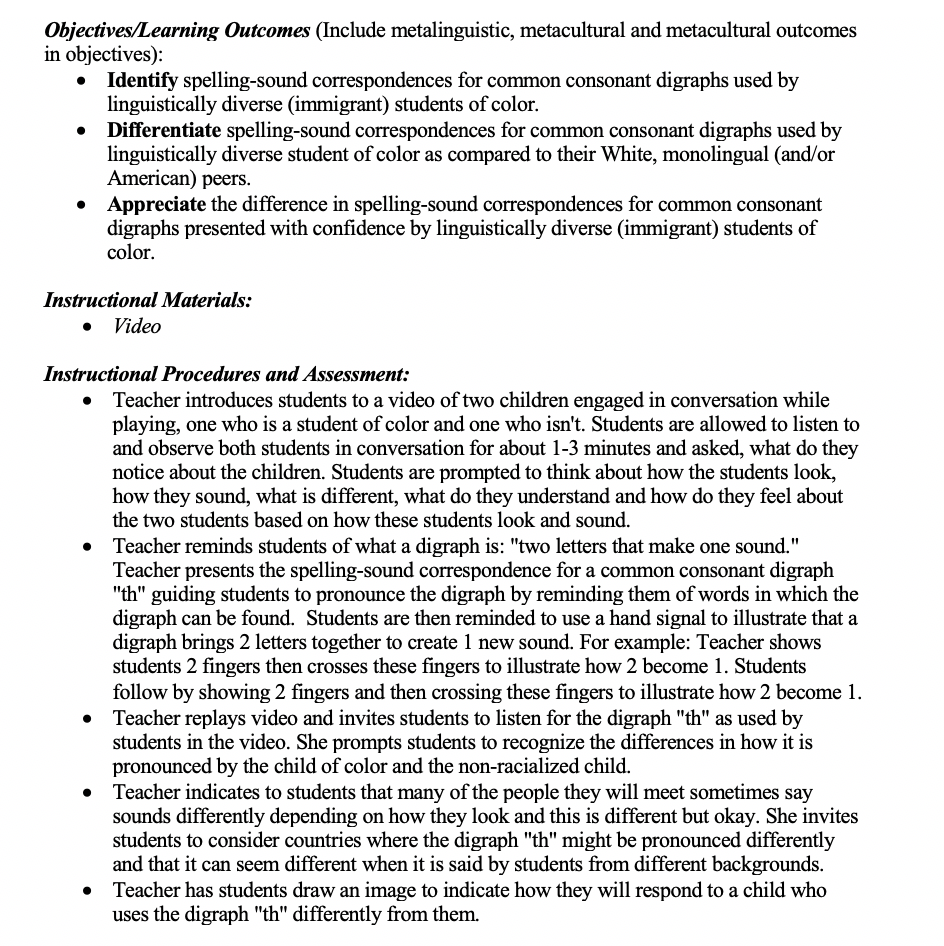 Objectives/Learning Outcomes (Include metalinguistic, metacultural and metacultural outcomes
in objectives):
• Identify spelling-sound correspondences for common consonant digraphs used by
linguistically diverse (immigrant) students of color.
• Differentiate spelling-sound correspondences for common consonant digraphs used by
linguistically diverse student of color as compared to their White, monolingual (and/or
American) peers.
• Appreciate the difference in spelling-sound correspondences for common consonant
digraphs presented with confidence by linguistically diverse (immigrant) students of
color.
Instructional Materials:
• Video
Instructional Procedures and Assessment:
• Teacher introduces students to a video of two children engaged in conversation while
playing, one who is a student of color and one who isn't. Students are allowed to listen to
and observe both students in conversation for about 1-3 minutes and asked, what do they
notice about the children. Students are prompted to think about how the students look,
how they sound, what is different, what do they understand and how do they feel about
the two students based on how these students look and sound.
• Teacher reminds students of what a digraph is: "two letters that make one sound."
Teacher presents the spelling-sound correspondence for a common consonant digraph
"th" guiding students to pronounce the digraph by reminding them of words in which the
digraph can be found.  Students are then reminded to use a hand signal to illustrate that a
digraph brings 2 letters together to create 1 new sound. For example: Teacher shows
students 2 fingers then crosses these fingers to illustrate how 2 become 1. Students
follow by showing 2 fingers and then crossing these fingers to illustrate how 2 become 1.
• Teacher replays video and invites students to listen for the digraph "th" as used by
students in the video. She prompts students to recognize the differences in how it is
pronounced by the child of color and the non-racialized child.
• Teacher indicates to students that many of the people they will meet sometimes say
sounds differently depending on how they look and this is different but okay. She invites
students to consider countries where the digraph "th" might be pronounced differently
and that it can seem different when it is said by students from different backgrounds.
• Teacher has students draw an image to indicate how they will respond to a child who
uses the digraph "th" differently from them.